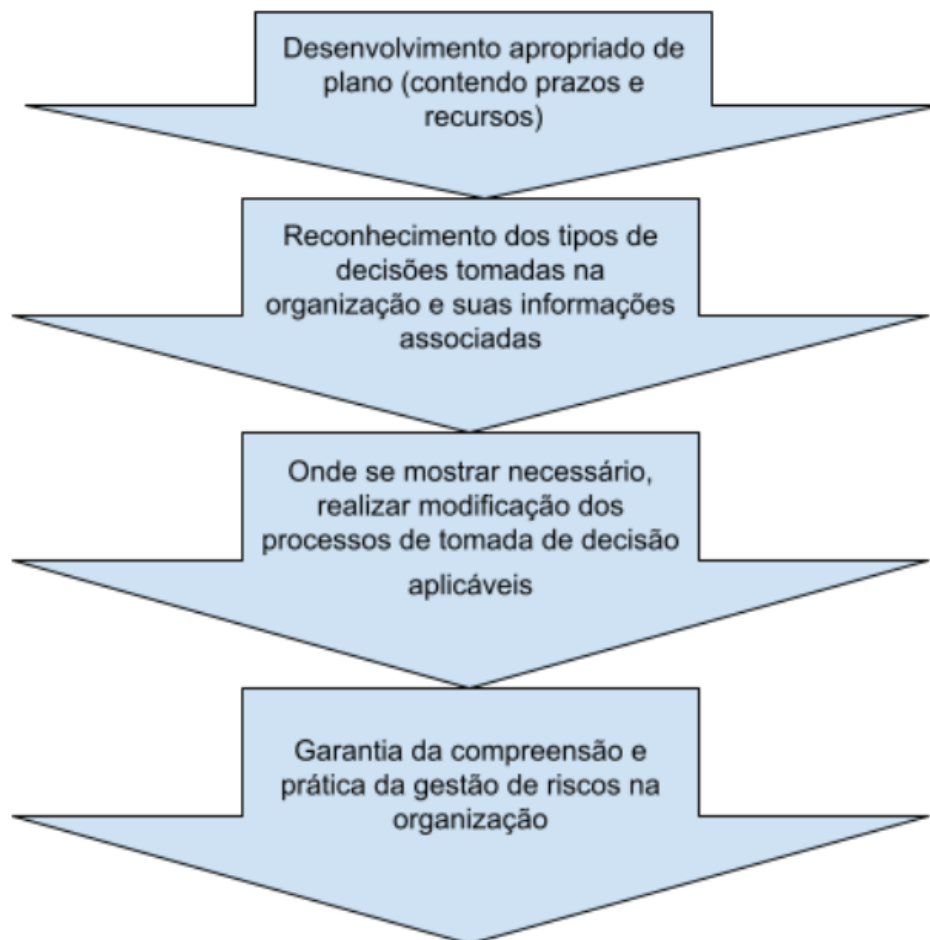 Desenvolvimento apropriado de
plano (contendo prazos e
recursos)
Reconhecimento dos tipos de
decisões tomadas na
organização e suas informações
associadas
Onde se mostrar necessário,
realizar modificação dos
processos de tomada de decisão
aplicáveis
Garantia da compreensão e
prática da gestão de riscos na
organização